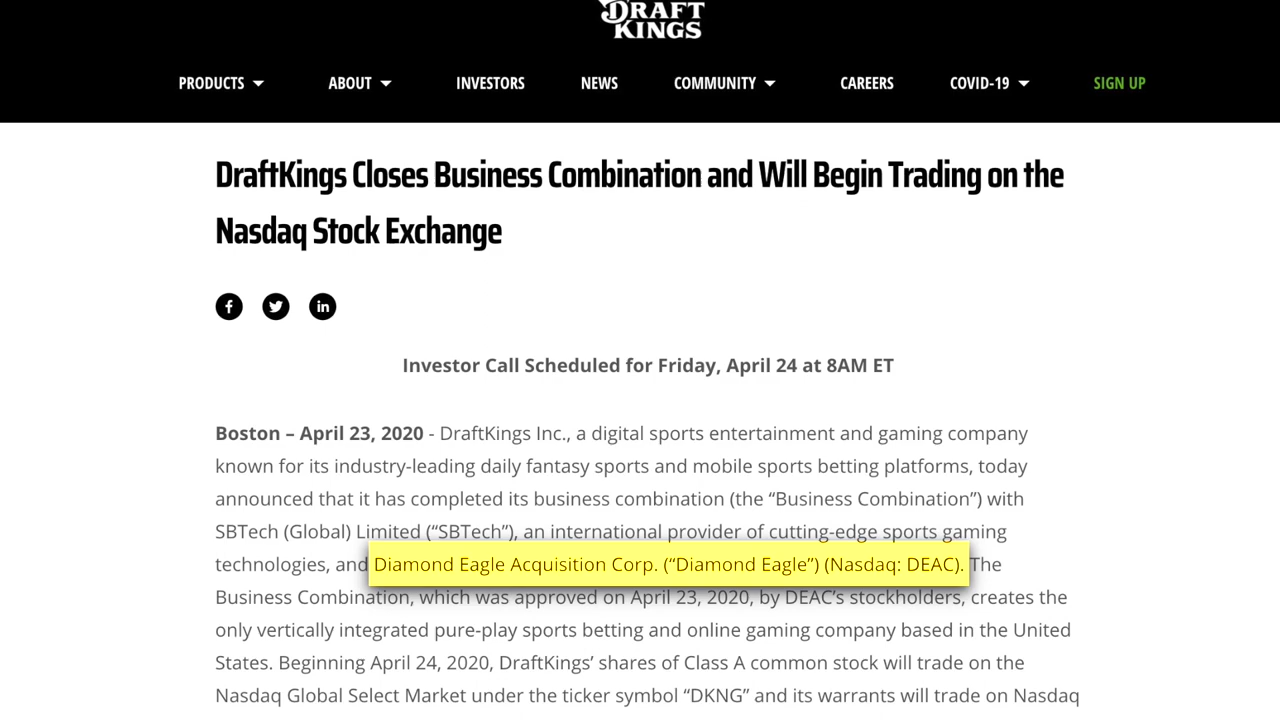 DRAFT
KINGS
PRODUCTS ABOUT INVESTORS NEWS COMMUNITY CAREERS COVID-19 SIGN UP
DraftKings Closes Business Combination and Will Begin Trading on the
Nasdaq Stock Exchange
Investor Call Scheduled for Friday, April 24 at 8AM ET
Boston – April 23, 2020 - DraftKings Inc., a digital sports entertainment and gaming company
known for its industry-leading daily fantasy sports and mobile sports betting platforms, today
announced that it has completed its business combination (the “Business Combination”) with
SBTech (Global) Limited (“SBTech”), an international provider of cutting-edge sports gaming
technologies, and Diamond Eagle Acquisition Corp. (“Diamond Eagle”) (Nasdaq: DEAC). The
Business Combination, which was approved on April 23, 2020, by DEAC’s stockholders, creates the
only vertically integrated pure-play sports betting and online gaming company based in the United
States. Beginning April 24, 2020, DraftKings’ shares of Class A common stock will trade on the
Nasdaq Global Select Market under the ticker symbol “DKNG” and its warrants will trade on Nasdaq